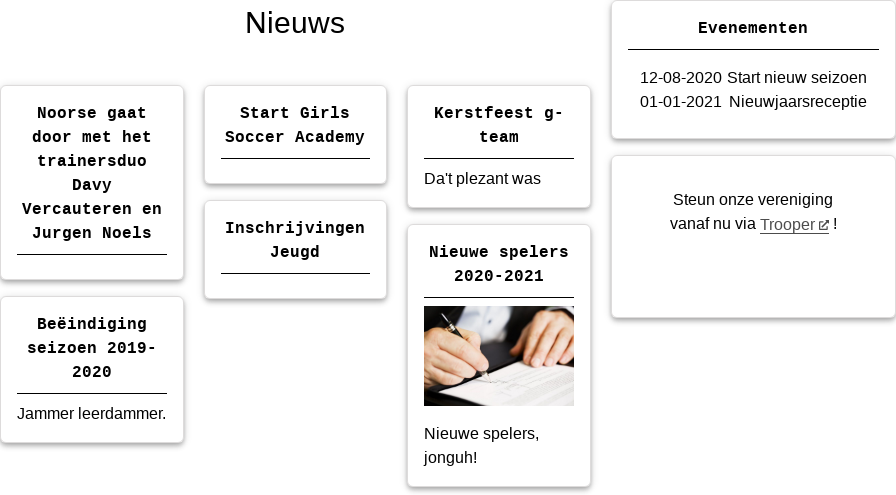 Nieuws
Noorse gaat
door met het
trainersduo
Davy
Vercauteren en
Jurgen Noels
Beëindiging
seizoen 2019-
2020
Jammer leerdammer.
Start Girls
Soccer Academy
Inschrijvingen
Jeugd
Kerstfeest g-
team
Da't plezant was
Nieuwe spelers
2020-2021
Nieuwe spelers,
jonguh!
Evenementen
12-08-2020 Start nieuw seizoen
01-01-2021 Nieuwjaarsreceptie
Steun onze vereniging
vanaf nu via Trooper !